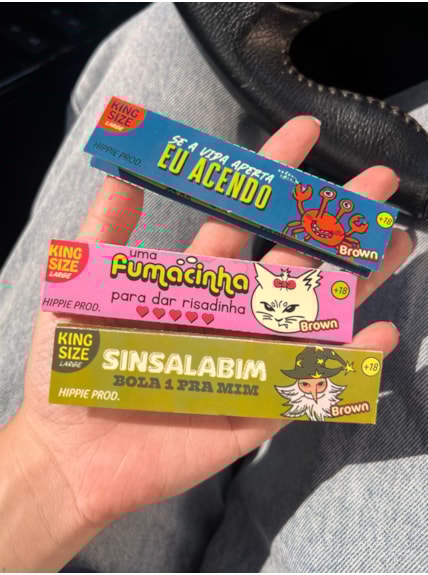 KING
SIZE
LARGE
HIPPIE PROD.
SE A VIDA APERTA
EU ACENDO
+18
Brown
KING
SIZE
LARGE
HIPPIE PROD.
uma
fumacinha
para dar risadinha
+18
Brown
KING
SIZE
LARGE
HIPPIE PROD.
SINSALABIM
BOLA 1 PRA MIM
+18
Brown